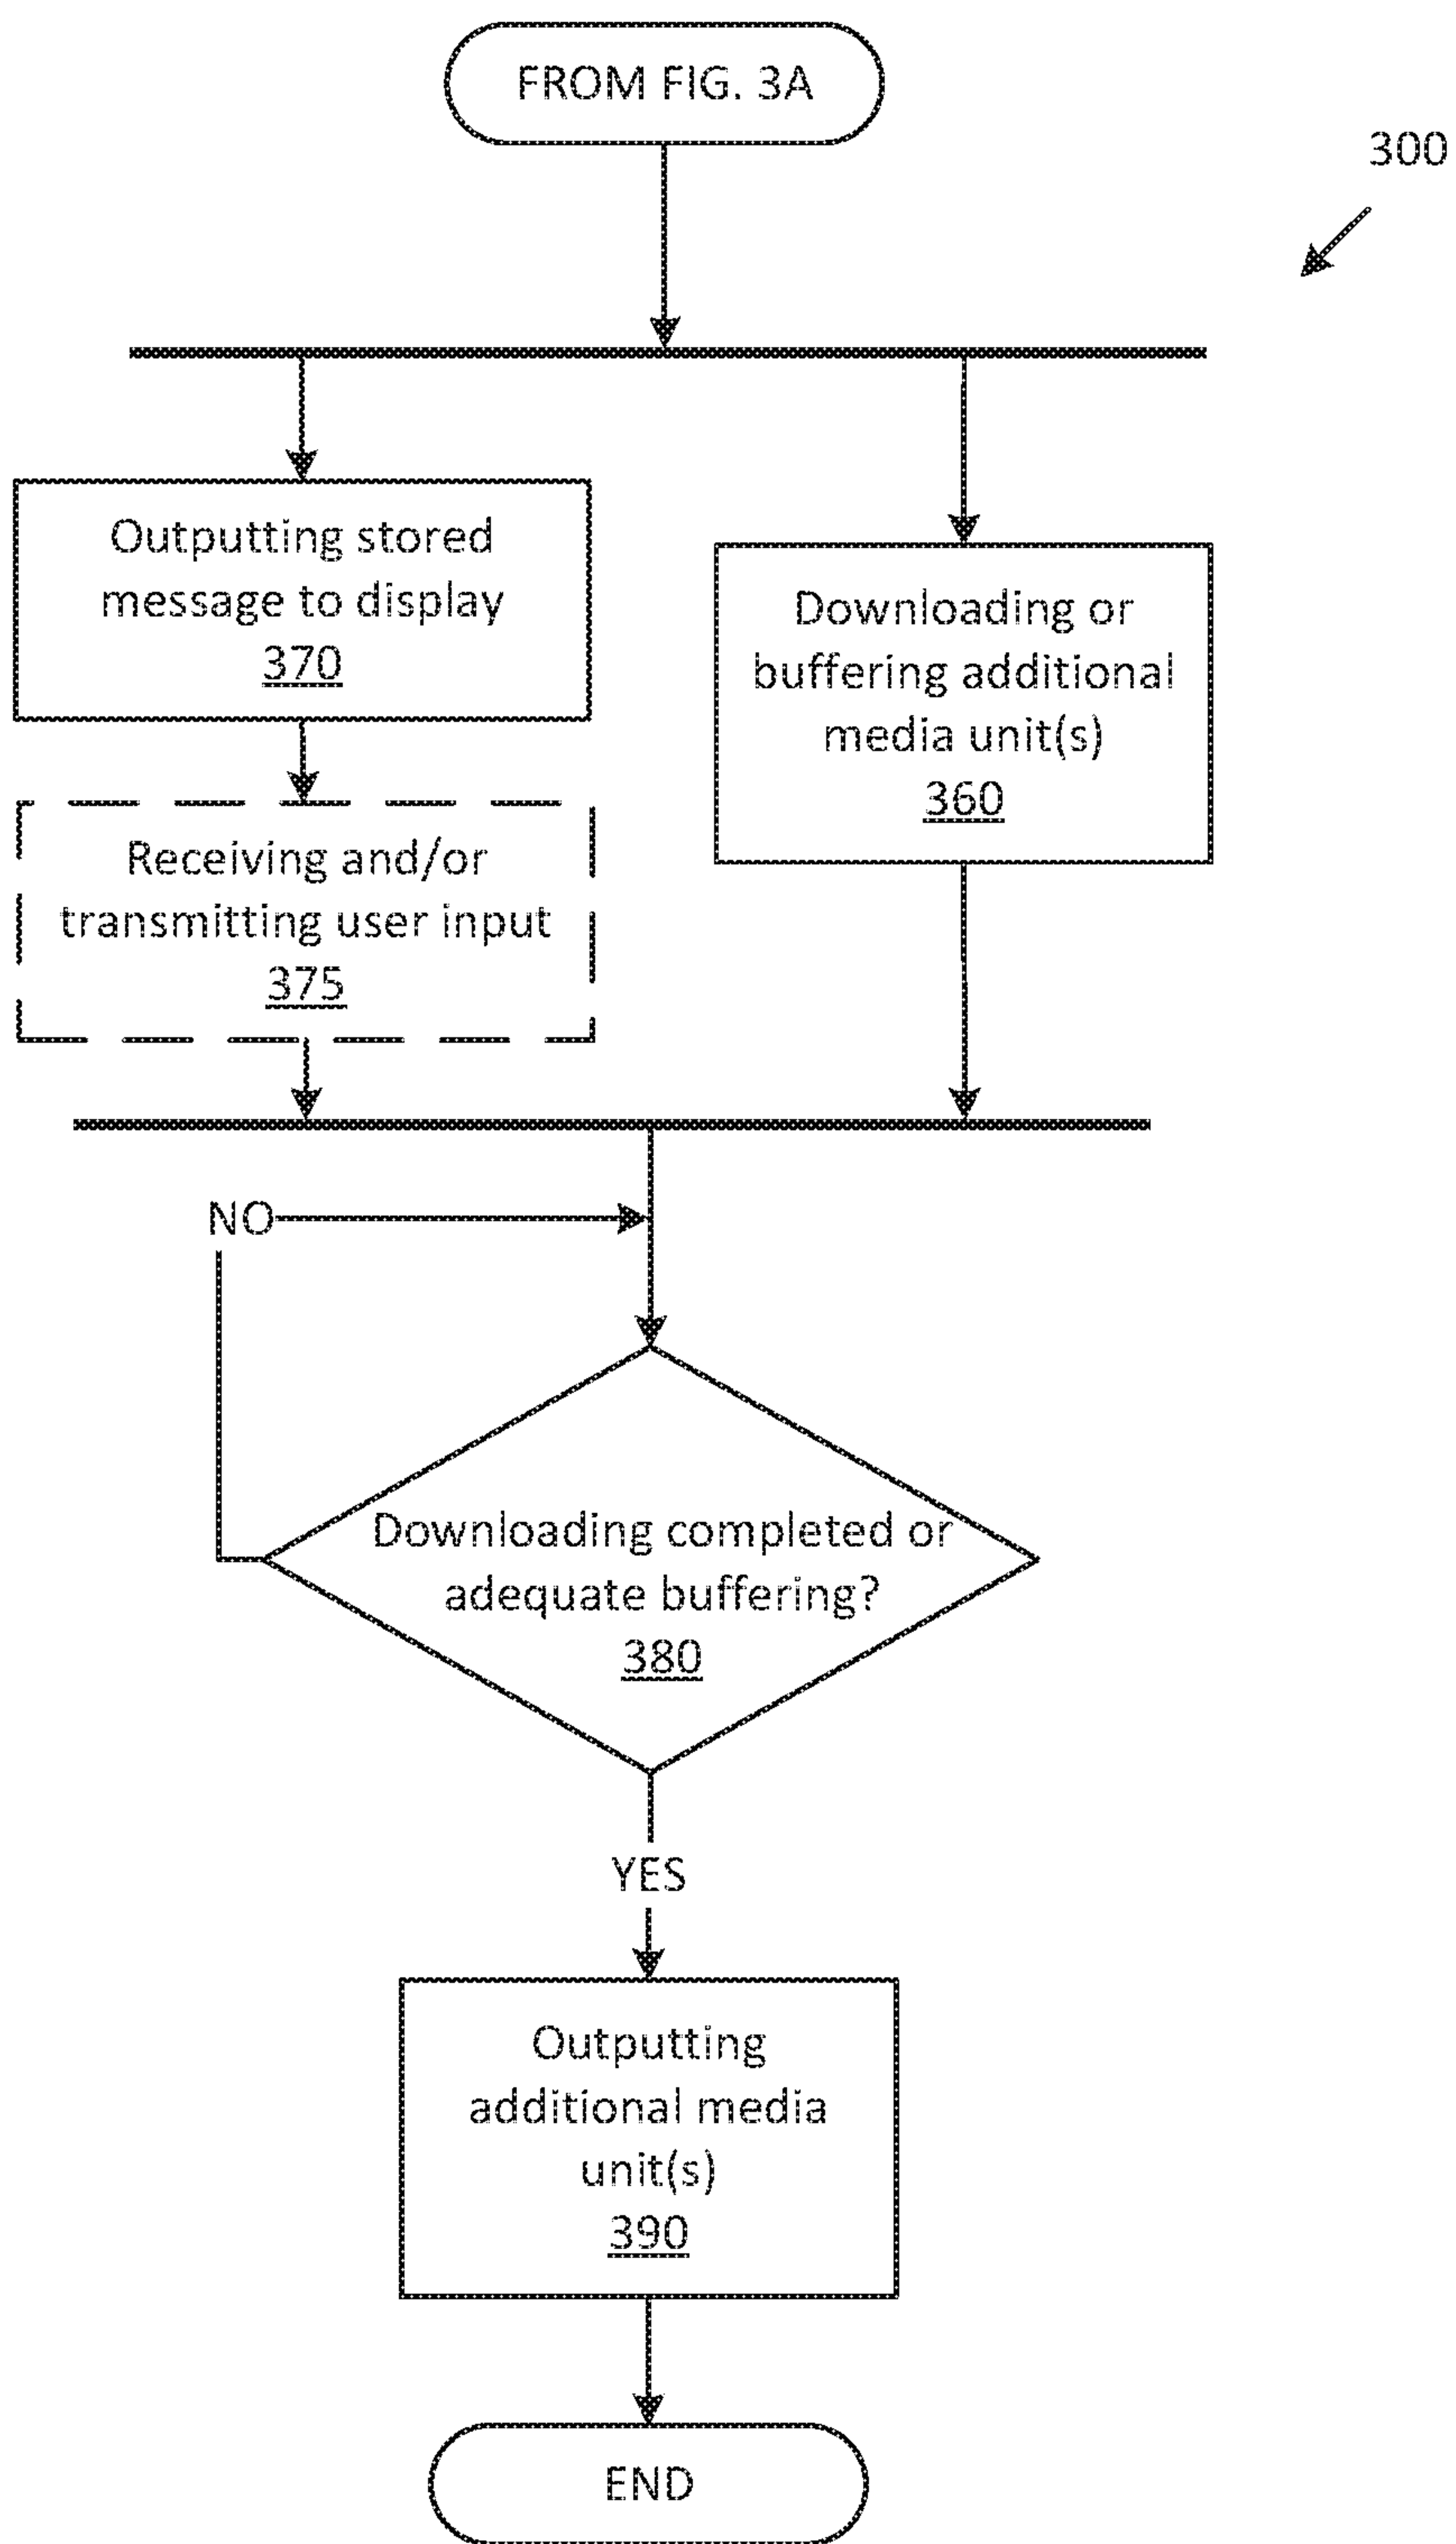 FROM FIG. 3A
300
Outputting stored
message to display
370
Downloading or
buffering additional
media unit(s)
360
Receiving and/or
transmitting user input
375
NO
Downloading completed or
adequate buffering?
380
YES
Outputting
additional media
unit(s)
390
END